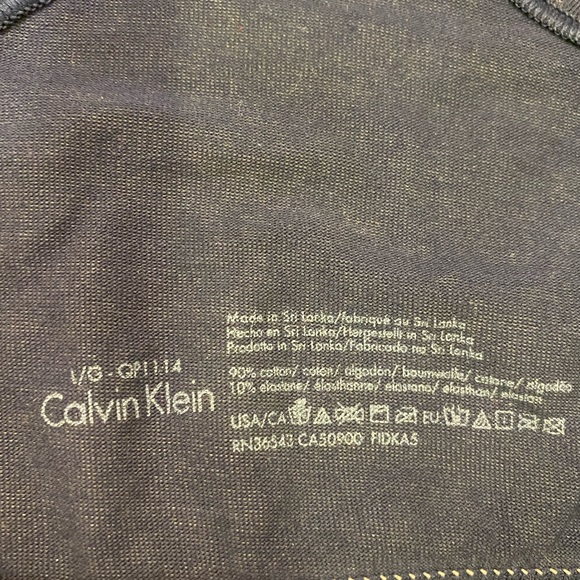 L/G - QP1114
Calvin Klein
Made in Sri Lanka/Fabriqué au Sri Lanka
Hecho en Sri Lanka/Hergestellt in Sri Lanka
Prodotto in Sri Lanka/Fabricado no Sri Lanka
90% cotton/ coton/ algodón/ baumwolle/ cotone/ algodão
10% elastane/ élasthanne/ elastano/ elasthan/ elastan
USA/CA EU
RN36543 CA50900 FIDKA5